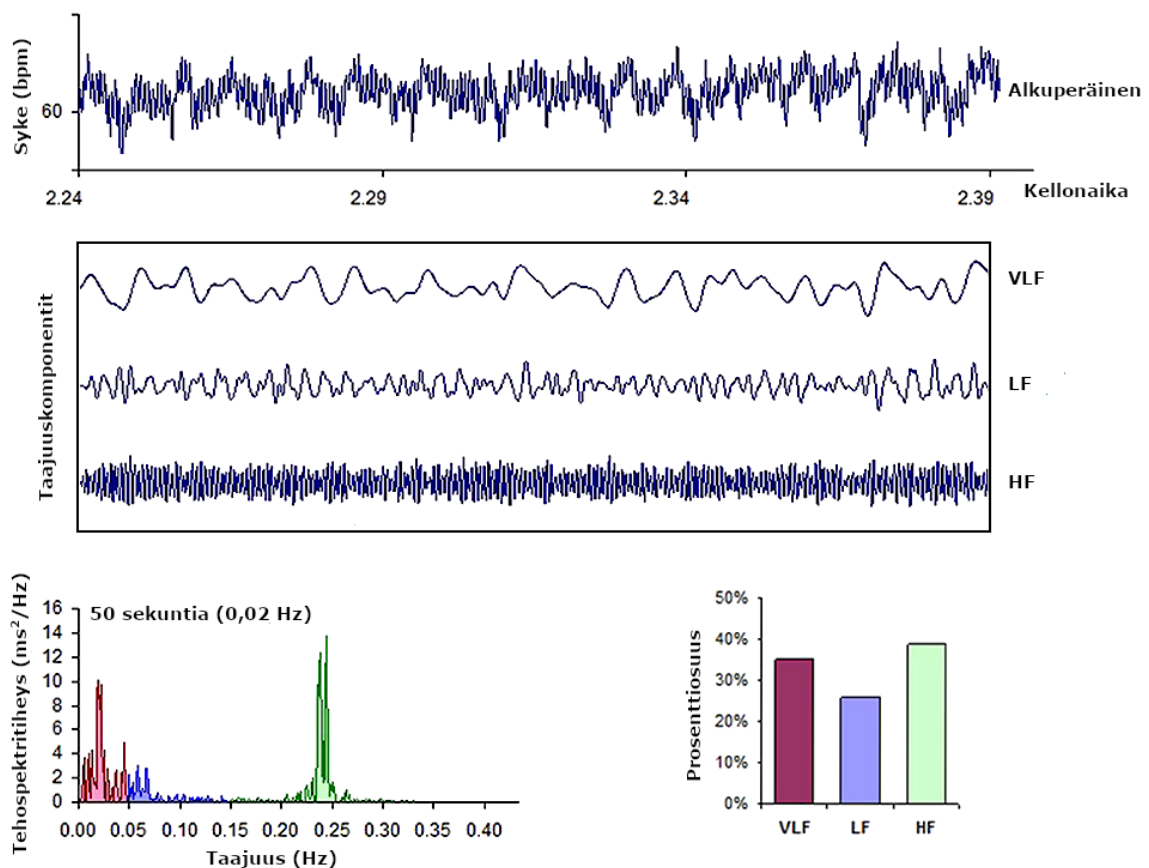 Syke (bpm)
60
Alkuperäinen
2.24
2.29
2.34
2.39
Kellonaika
Taajuuskomponentit
VLF
LF
HF
Tehospektritiheys (ms²/Hz)
50 sekuntia (0,02 Hz)
16
14
12
10
8
6
4
2
0
0.00
0.05
0.10
0.15
0.20
0.25
0.30
0.35
0.40
Taajuus (Hz)
Prosenttiosuus
50%
40%
30%
20%
10%
0%
VLF
LF
HF